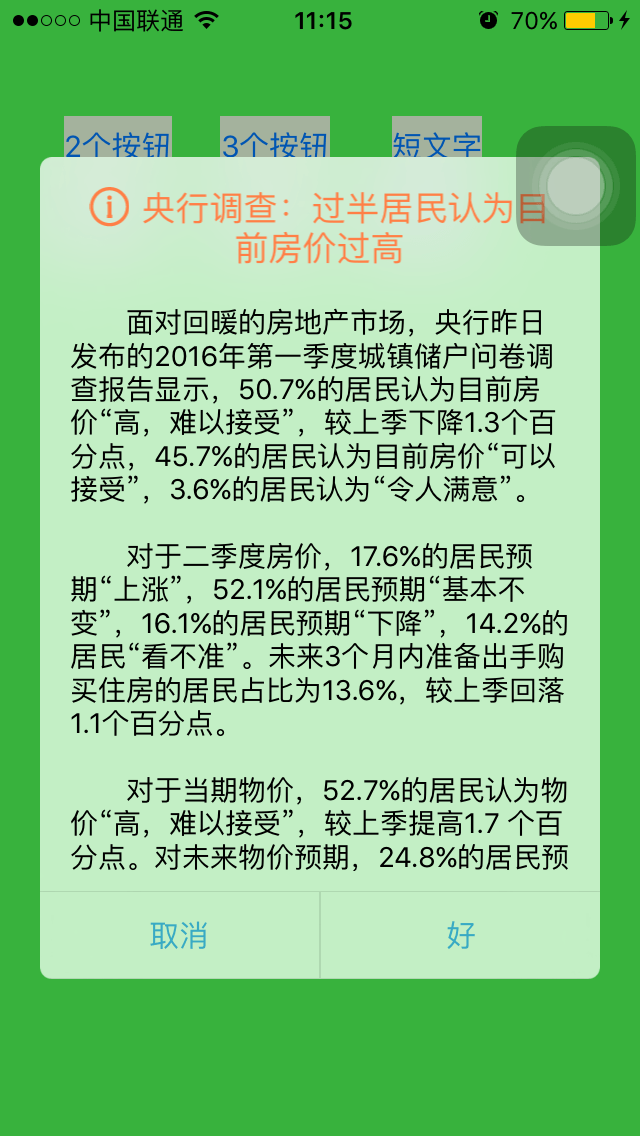 中国联通 11:15 70%
2个按钮 3个按钮 短文字
央行调查：过半居民认为目
前房价过高
面对回暖的房地产市场，央行昨日
发布的2016年第一季度城镇储户问卷调
查报告显示，50.7%的居民认为目前房
价“高，难以接受”，较上季下降1.3个百
分点，45.7%的居民认为目前房价“可以
接受”，3.6%的居民认为“令人满意”。
对于二季度房价，17.6%的居民预
期“上涨”，52.1%的居民预期“基本不
变”，16.1%的居民预期“下降”，14.2%的
居民“看不准”。未来3个月内准备出手购
买住房的居民占比为13.6%，较上季回落
1.1个百分点。
对于当期物价，52.7%的居民认为物
价“高，难以接受”，较上季提高1.7 个百
分点。对未来物价预期，24.8%的居民预
取消 好